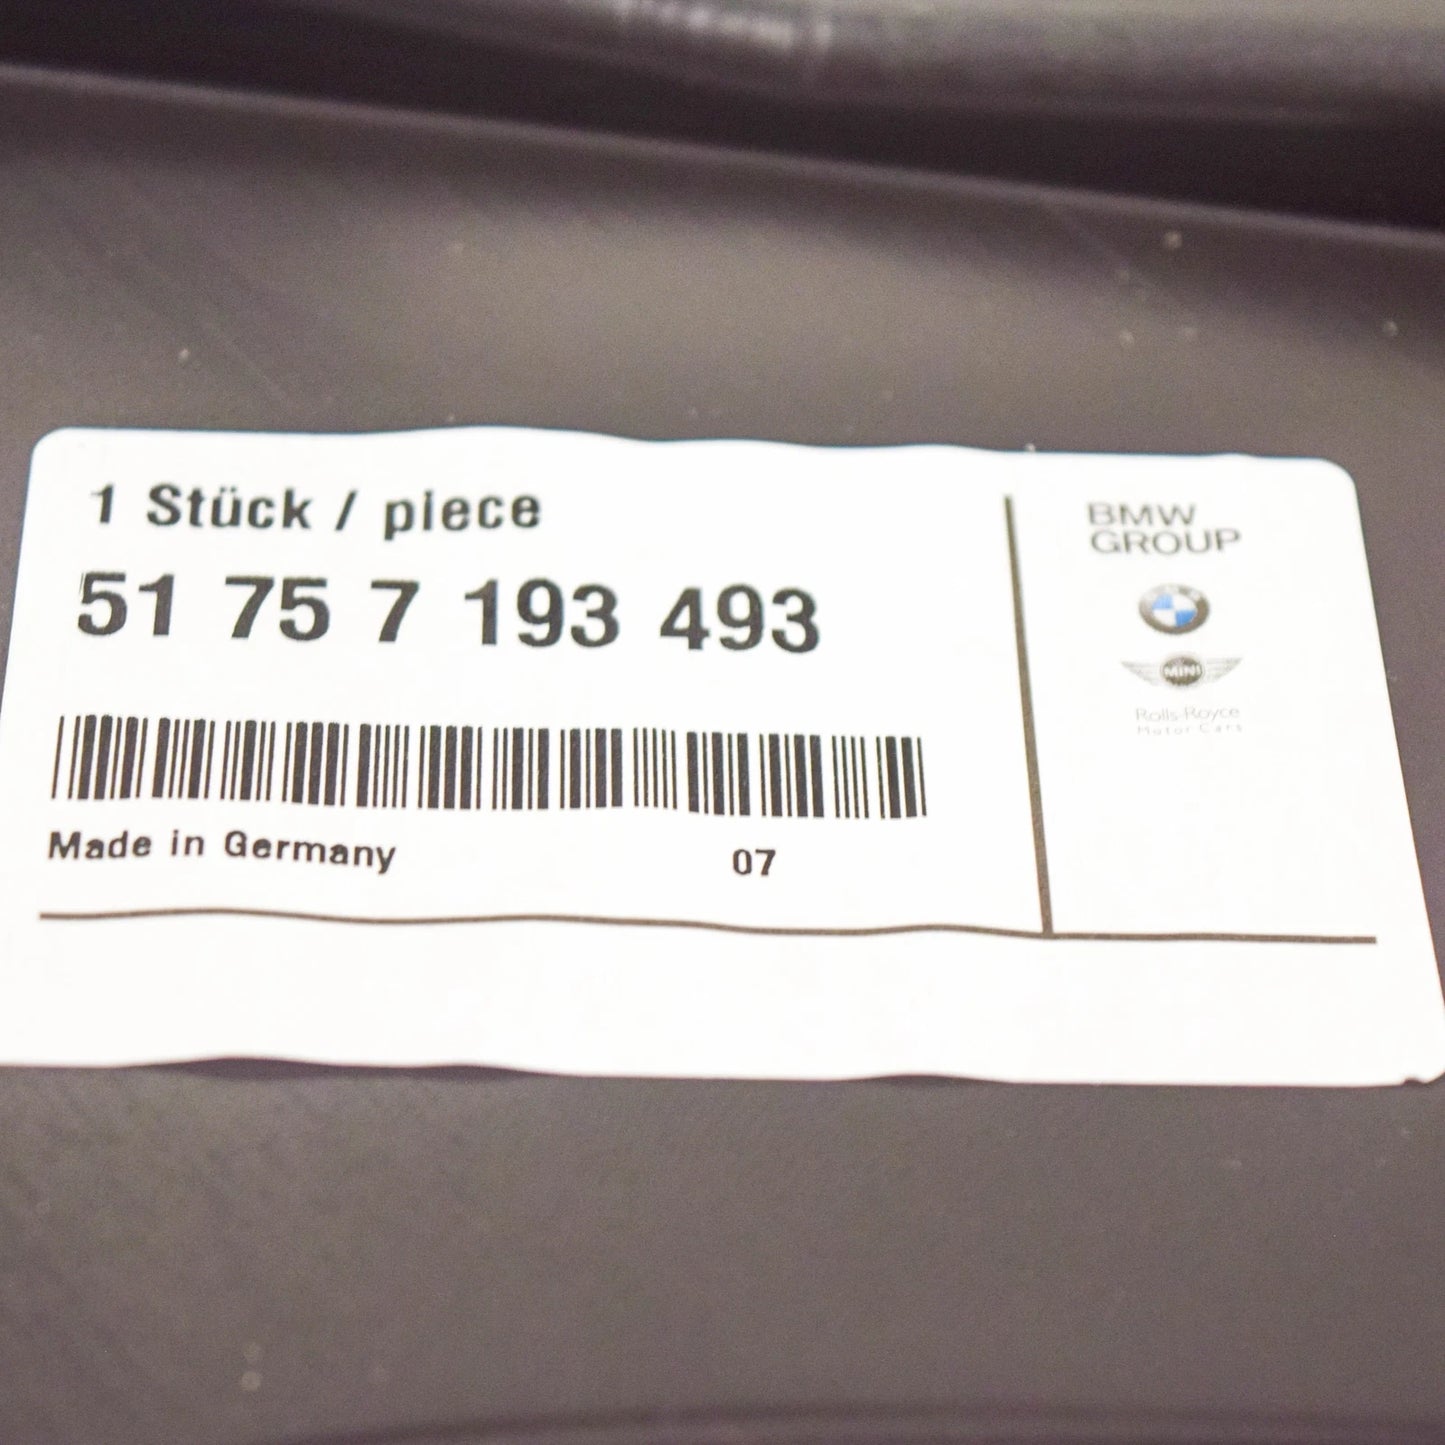 1 Stück / piece
51 75 7 193 493
Made in Germany 07
BMW
GROUP
MINI
Rolls-Royce
Motor Cars